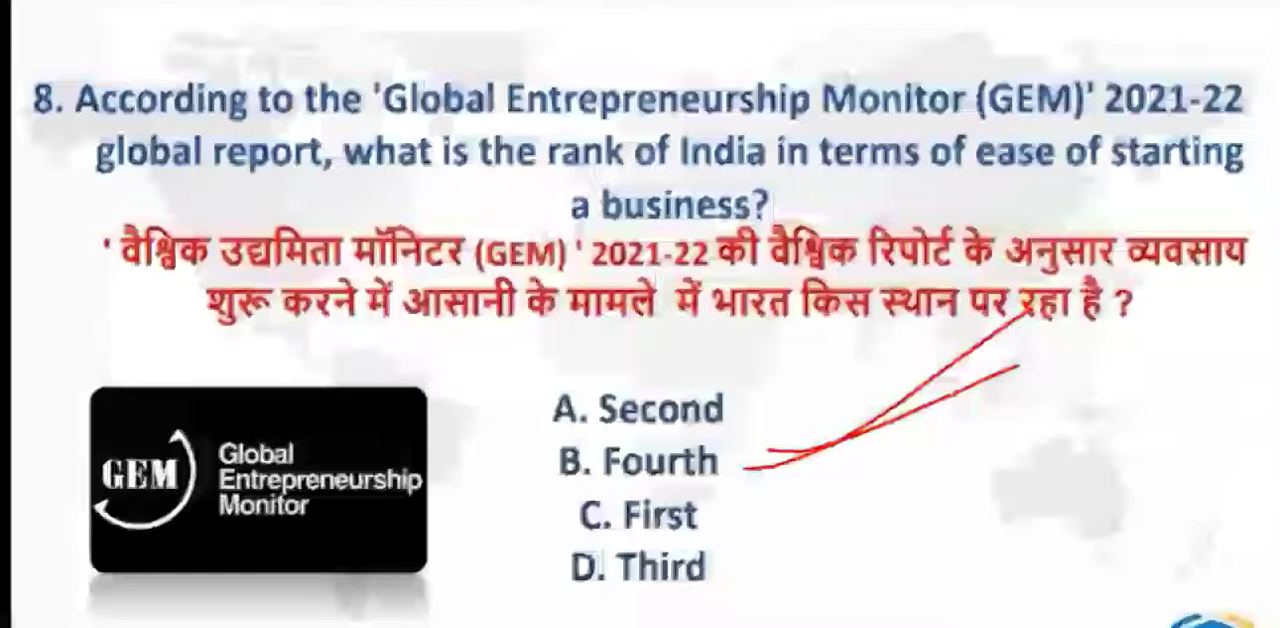 8. According to the 'Global Entrepreneurship Monitor (GEM)' 2021-22
global report, what is the rank of India in terms of ease of starting
a business?
' वैश्विक उद्यमिता मॉनिटर (GEM) ' 2021-22 की वैश्विक रिपोर्ट के अनुसार व्यवसाय
शुरू करने में आसानी के मामले में भारत किस स्थान पर रहा है ?
A. Second
B. Fourth
C. First
D. Third
GEM
Global
Entrepreneurship
Monitor